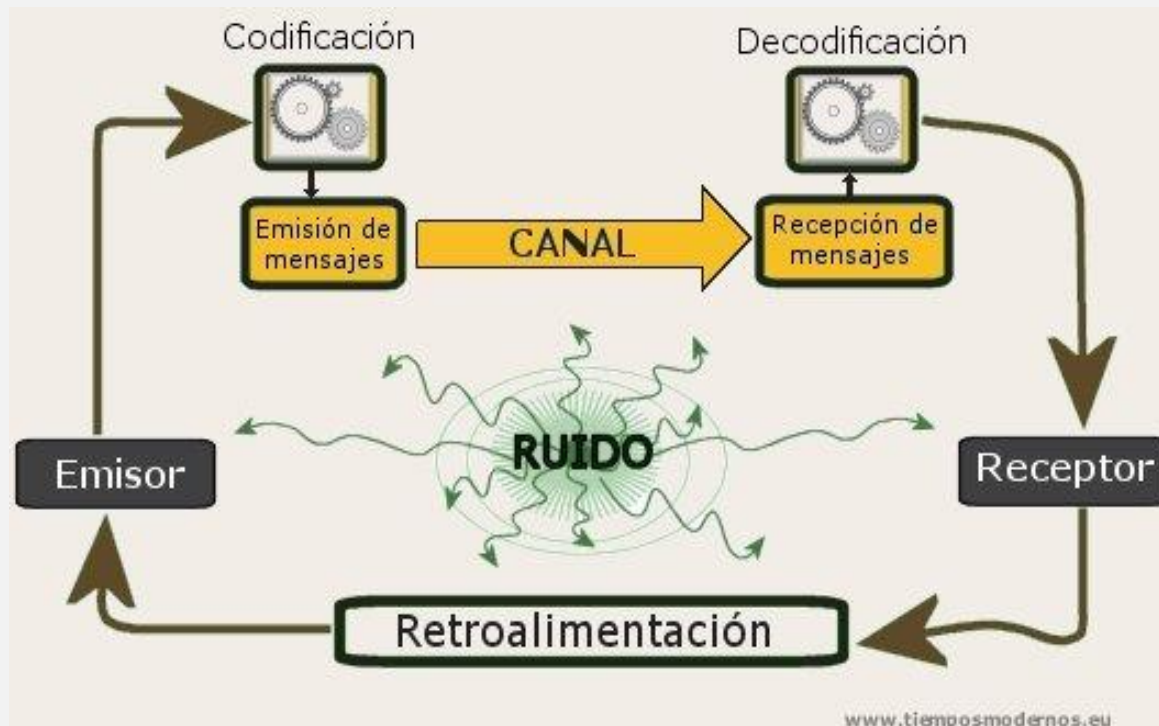 Codificación
Decodificación
Emisión de
mensajes
CANAL
Recepción de
mensajes
RUIDO
Emisor
Receptor
Retroalimentación
www.tiemposmodernos.eu